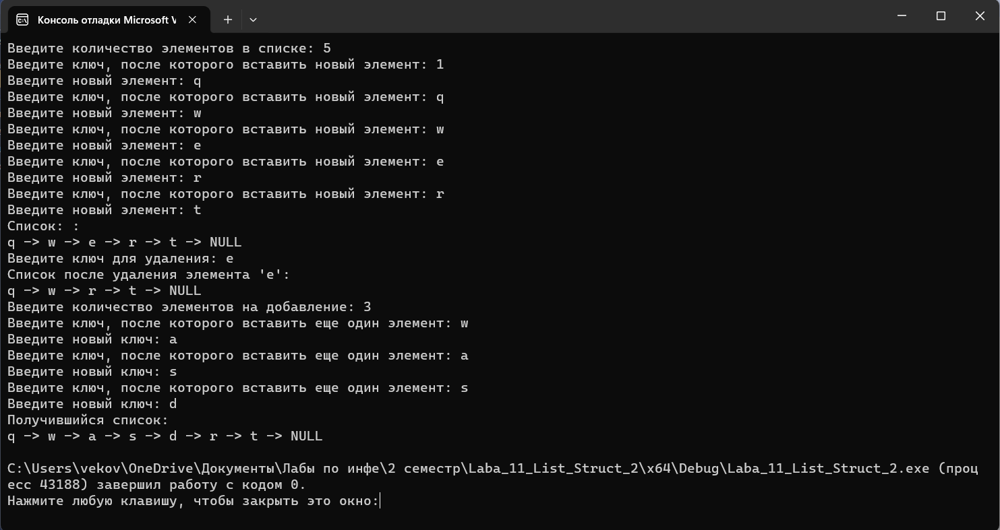 Консоль отладки Microsoft V
Введите количество элементов в списке: 5
Введите ключ, после которого вставить новый элемент: 1
Введите новый элемент: q
Введите ключ, после которого вставить новый элемент: q
Введите новый элемент: w
Введите ключ, после которого вставить новый элемент: w
Введите новый элемент: e
Введите ключ, после которого вставить новый элемент: e
Введите новый элемент: r
Введите ключ, после которого вставить новый элемент: r
Введите новый элемент: t
Список: :
q -> w -> e -> r -> t -> NULL
Введите ключ для удаления: e
Список после удаления элемента 'e':
q -> w -> r -> t -> NULL
Введите количество элементов на добавление: 3
Введите ключ, после которого вставить еще один элемент: w
Введите новый ключ: a
Введите ключ, после которого вставить еще один элемент: a
Введите новый ключ: s
Введите ключ, после которого вставить еще один элемент: s
Введите новый ключ: d
Получившийся список:
q -> w -> a -> s -> d -> r -> t -> NULL
C:\Users\vekov\OneDrive\Документы\Лабы по инфе\2 семестр\Laba_11_List_Struct_2\x64\Debug\Laba_11_List_Struct_2.exe (проц
есс 43188) завершил работу с кодом 0.
Нажмите любую клавишу, чтобы закрыть это окно: